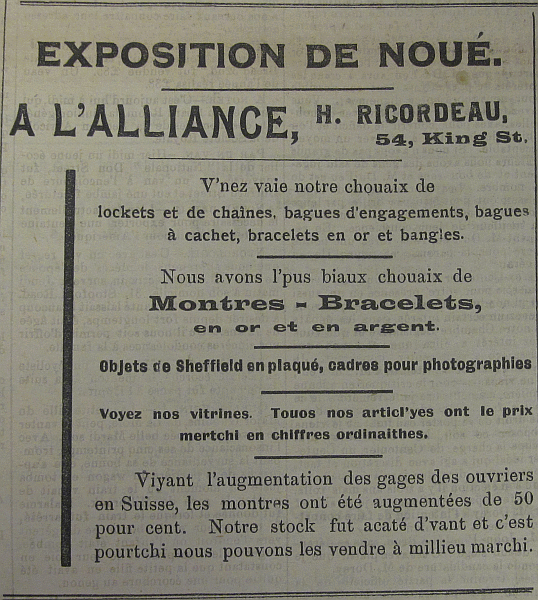 EXPOSITION DE NOUÉ.
A L'ALLIANCE, H. RICORDEAU,
54, King St.
V'nez vaie notre chouaix de
lockets et de chaînes, bagues d'engagements, bagues
à cachet, bracelets en or et bangles.
Nous avons l'pus biaux chouaix de
Montres - Bracelets,
en or et en argent.
Objets de Sheffield en plaqué, cadres pour photographies
Voyez nos vitrines. Touos nos articl'yes ont le prix
mertchi en chiffres ordinaithes.
Viyant l'augmentation des gages des ouvriers
en Suisse, les montres ont été augmentées de 50
pour cent. Notre stock fut acaté d'vant et c'est
pourtchi nous pouvons les vendre à millieu marchi.